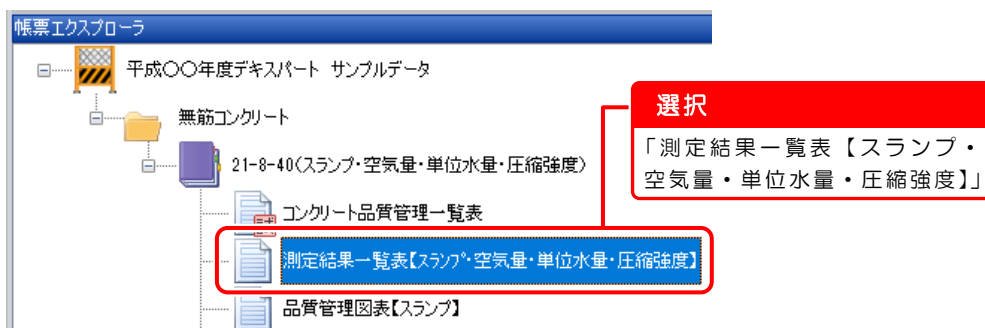 帳票エクスプローラ
平成〇〇年度デキスパート サンプルデータ
無筋コンクリート
21-8-40(スランプ・空気量・単位水量・圧縮強度)
コンクリート品質管理一覧表
測定結果一覧表【スランプ・空気量・単位水量・圧縮強度】
品質管理図表【スランプ】
選択
「測定結果一覧表【スランプ・
空気量・単位水量・圧縮強度】」